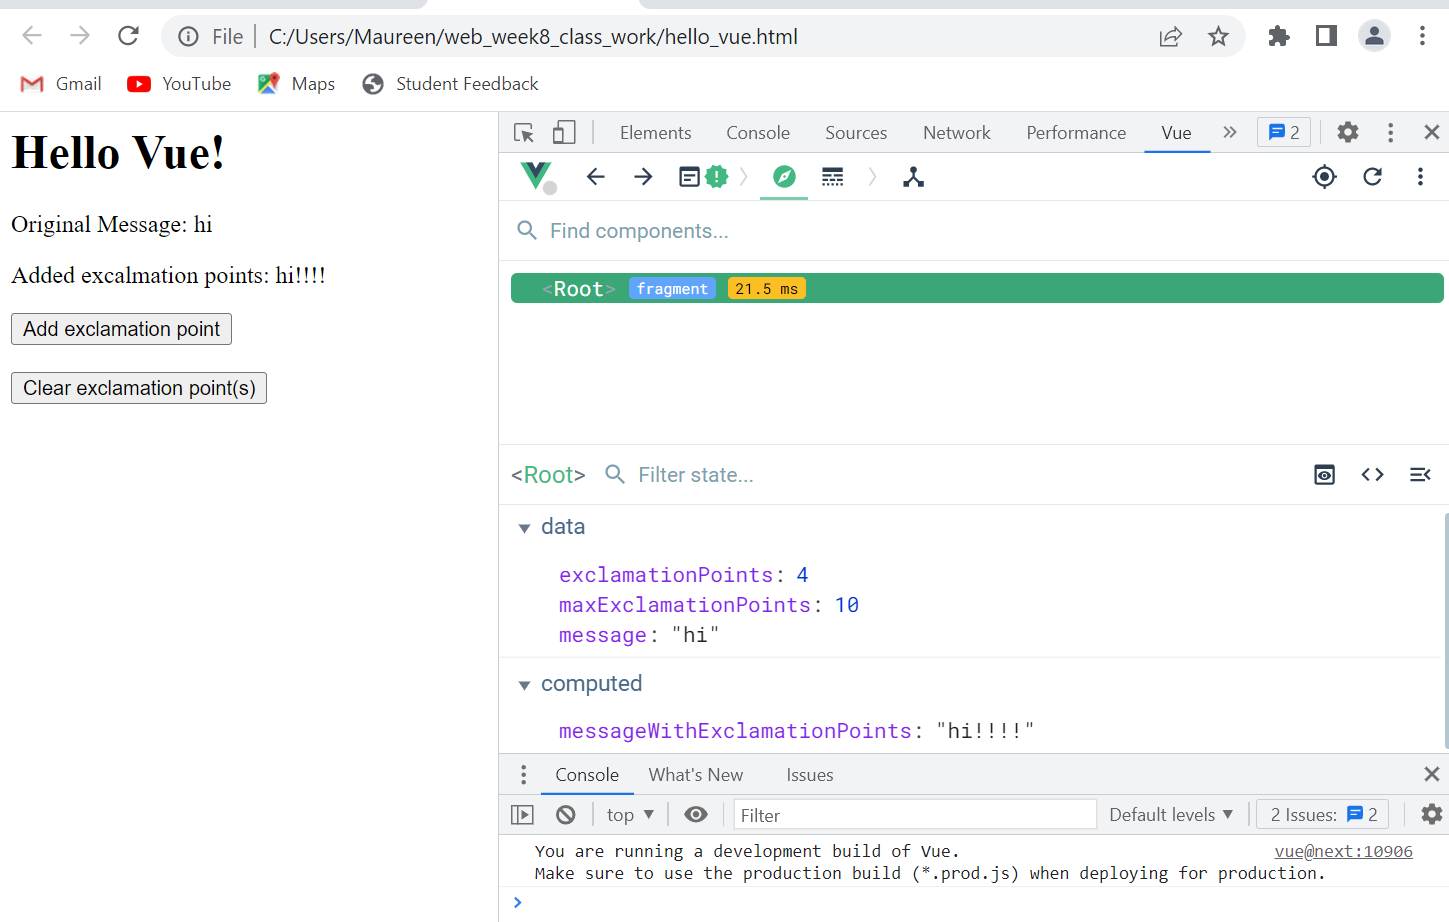 File | C:/Users/Maureen/web_week8_class_work/hello_vue.html
Gmail YouTube Maps Student Feedback
Hello Vue!
Original Message: hi
Added excalmation points: hi!!!!
Add exclamation point
Clear exclamation point(s)
Elements Console Sources Network Performance Vue » 2
Find components...
<Root> fragment 21.5 ms
<Root> Filter state...
data
exclamationPoints: 4
maxExclamationPoints: 10
message: "hi"
computed
messageWithExclamationPoints: "hi!!!!"
Console What's New Issues
top ▼ Filter Default levels ▼ 2 Issues: 2
You are running a development build of Vue. vue@next:10906
Make sure to use the production build (*.prod.js) when deploying for production.